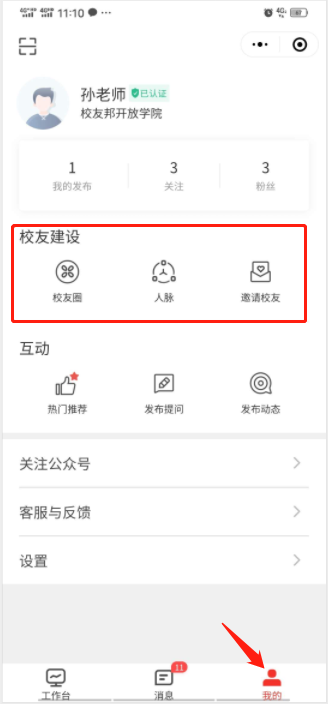 11:10
孙老师 已认证
校友邦开放学院
1 3 3
我的发布 关注 粉丝
校友建设
校友圈 人脉 邀请校友
互动
热门推荐 发布提问 发布动态
关注公众号
客服与反馈
设置
11
工作台 消息 我的